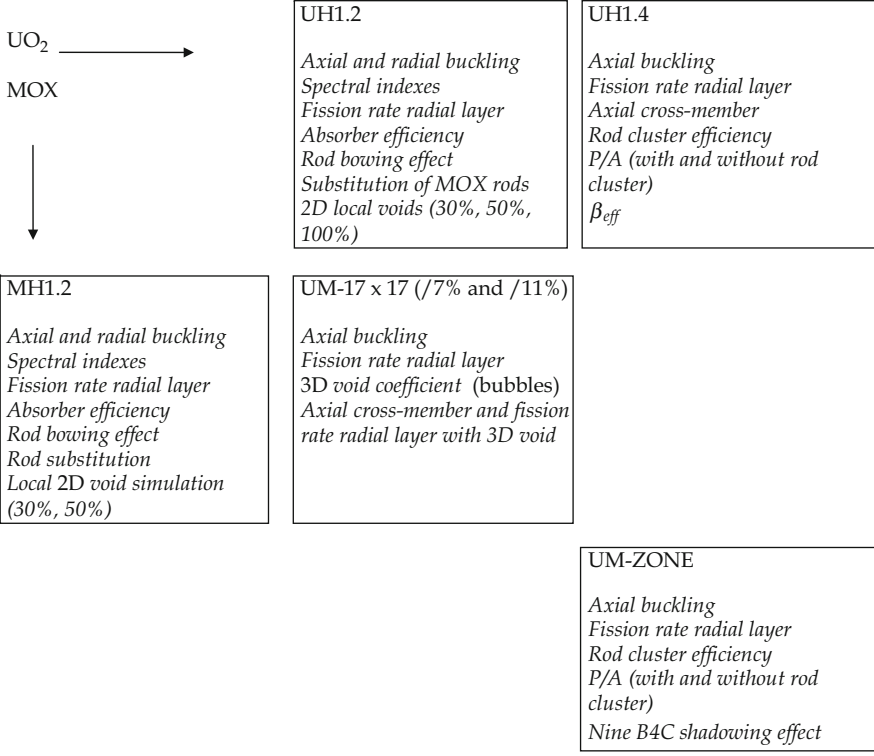 UO2
MOX
UH1.2
Axial and radial buckling
Spectral indexes
Fission rate radial layer
Absorber efficiency
Rod bowing effect
Substitution of MOX rods
2D local voids (30%, 50%,
100%)
UH1.4
Axial buckling
Fission rate radial layer
Axial cross-member
Rod cluster efficiency
P/A (with and without rod
cluster)
βeff
MH1.2
Axial and radial buckling
Spectral indexes
Fission rate radial layer
Absorber efficiency
Rod bowing effect
Rod substitution
Local 2D void simulation
(30%, 50%)
UM-17 x 17 (/7% and /11%)
Axial buckling
Fission rate radial layer
3D void coefficient (bubbles)
Axial cross-member and fission
rate radial layer with 3D void
UM-ZONE
Axial buckling
Fission rate radial layer
Rod cluster efficiency
P/A (with and without rod
cluster)
Nine B4C shadowing effect